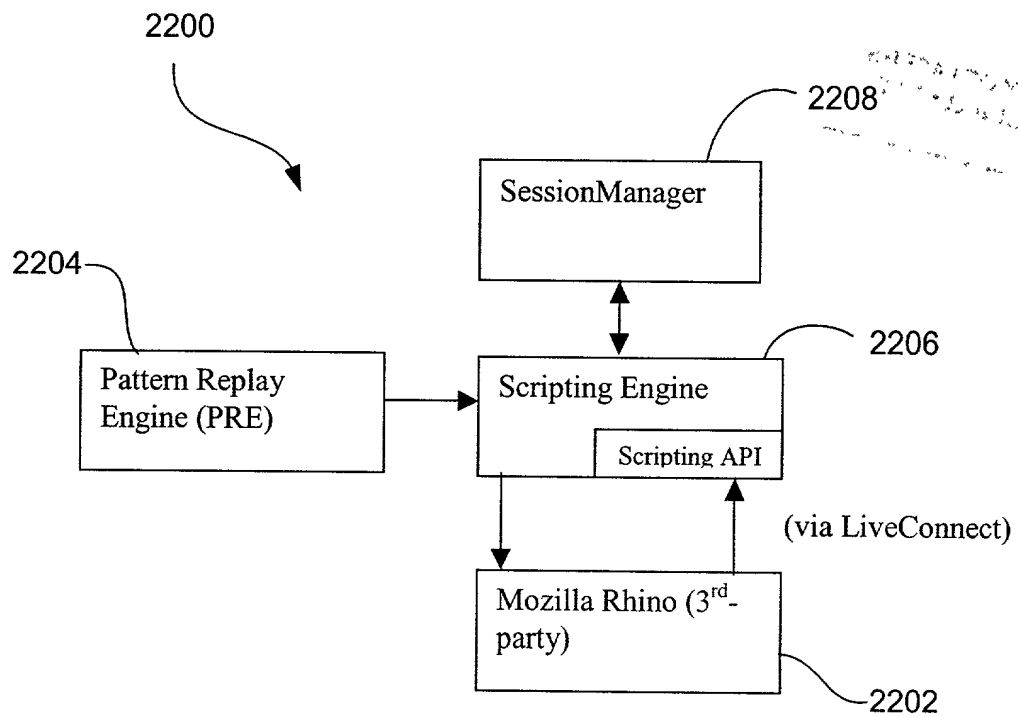 2200
2208
SessionManager
2204
2206
Pattern Replay
Engine (PRE)
Scripting Engine
Scripting API
(via LiveConnect)
Mozilla Rhino (3rd-
party)
2202